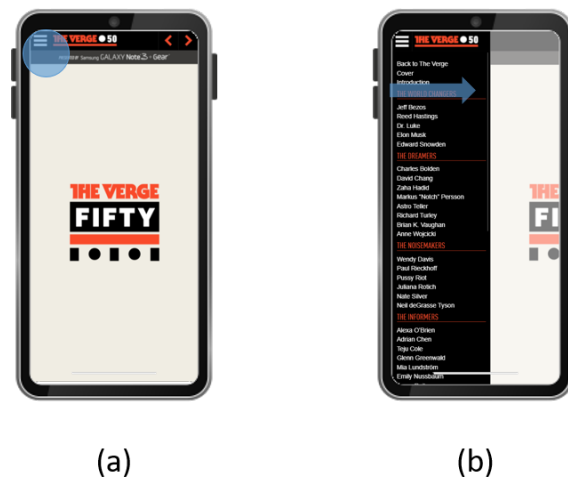 THE VERGE 50
Samsung GALAXY Note 3 + Gear
THE VERGE
FIFTY
(a)
THE VERGE 50
Back to The Verge
Cover
Introduction
THE WORLD CHANGERS
Jeff Bezos
Reed Hastings
Dr. Luke
Elon Musk
Edward Snowden
THE DREAMERS
Charles Bolden
David Chang
Zaha Hadid
Markus "Notch" Persson
Astro Teller
Richard Turley
Brian K. Vaughan
Anne Wojcicki
THE NOISEMAKERS
Wendy Davis
Paul Rieckhoff
Pussy Riot
Juliana Rotich
Nate Silver
Neil deGrasse Tyson
THE INFORMERS
Alexa O'Brien
Adrian Chen
Teju Cole
Glenn Greenwald
Mia Lundström
Emily Nussbaum
FI
(b)